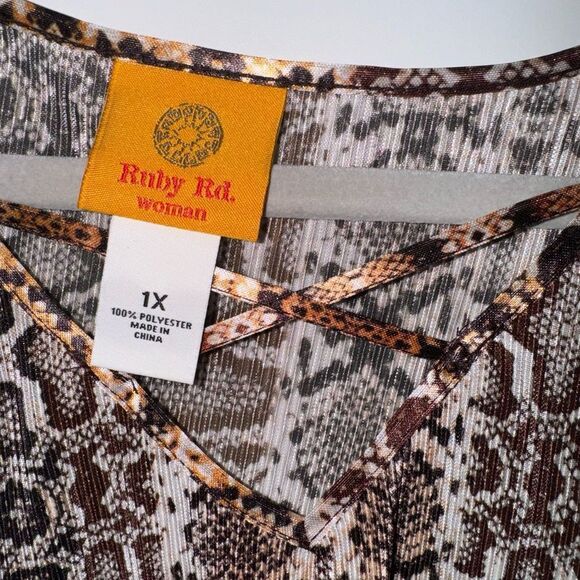 Ruby Rd.
woman
1X
100% POLYESTER
MADE IN
CHINA